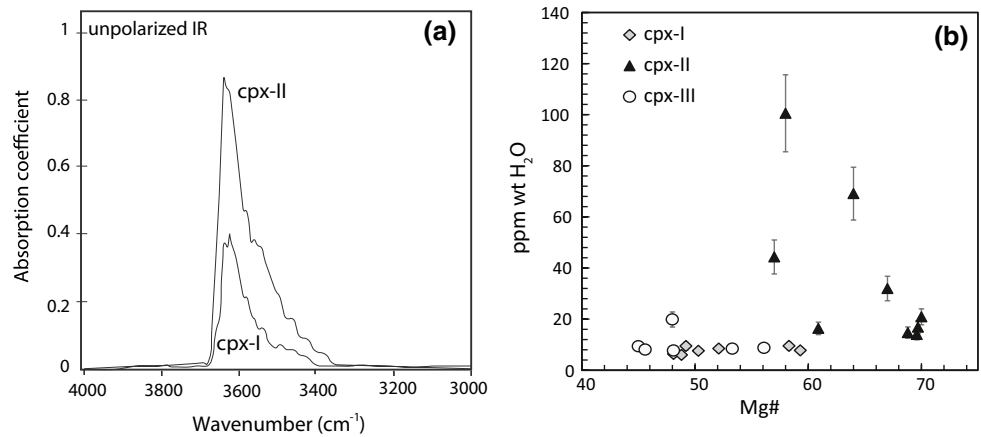 unpolarized IR
(a)
1
0.8
0.6
0.4
0.2
0
cpx-II
cpx-I
4000 3800 3600 3400 3200 3000
Absorption coefficient
Wavenumber (cm⁻¹)
(b)
cpx-I
cpx-II
cpx-III
140
120
100
80
60
40
20
0
40 50 60 70
ppm wt H₂O
Mg#